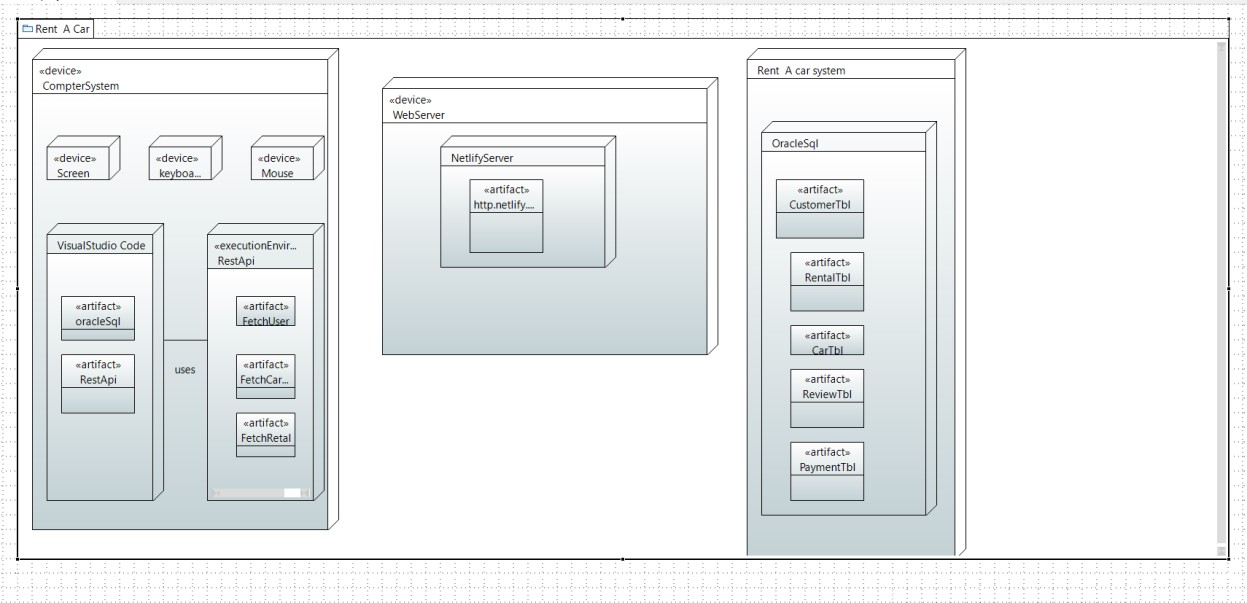 Rent A Car
«device»
CompterSystem
«device»
Screen
«device»
keyboa...
«device»
Mouse
VisualStudio Code
«artifact»
oracleSql
«artifact»
RestApi
uses
«executionEnvir...
RestApi
«artifact»
FetchUser
«artifact»
FetchCar...
«artifact»
FetchRetal
«device»
WebServer
NetlifyServer
«artifact»
http.netlify....
Rent A car system
OracleSql
«artifact»
CustomerTbl
«artifact»
RentalTbl
«artifact»
CarTbl
«artifact»
ReviewTbl
«artifact»
PaymentTbl